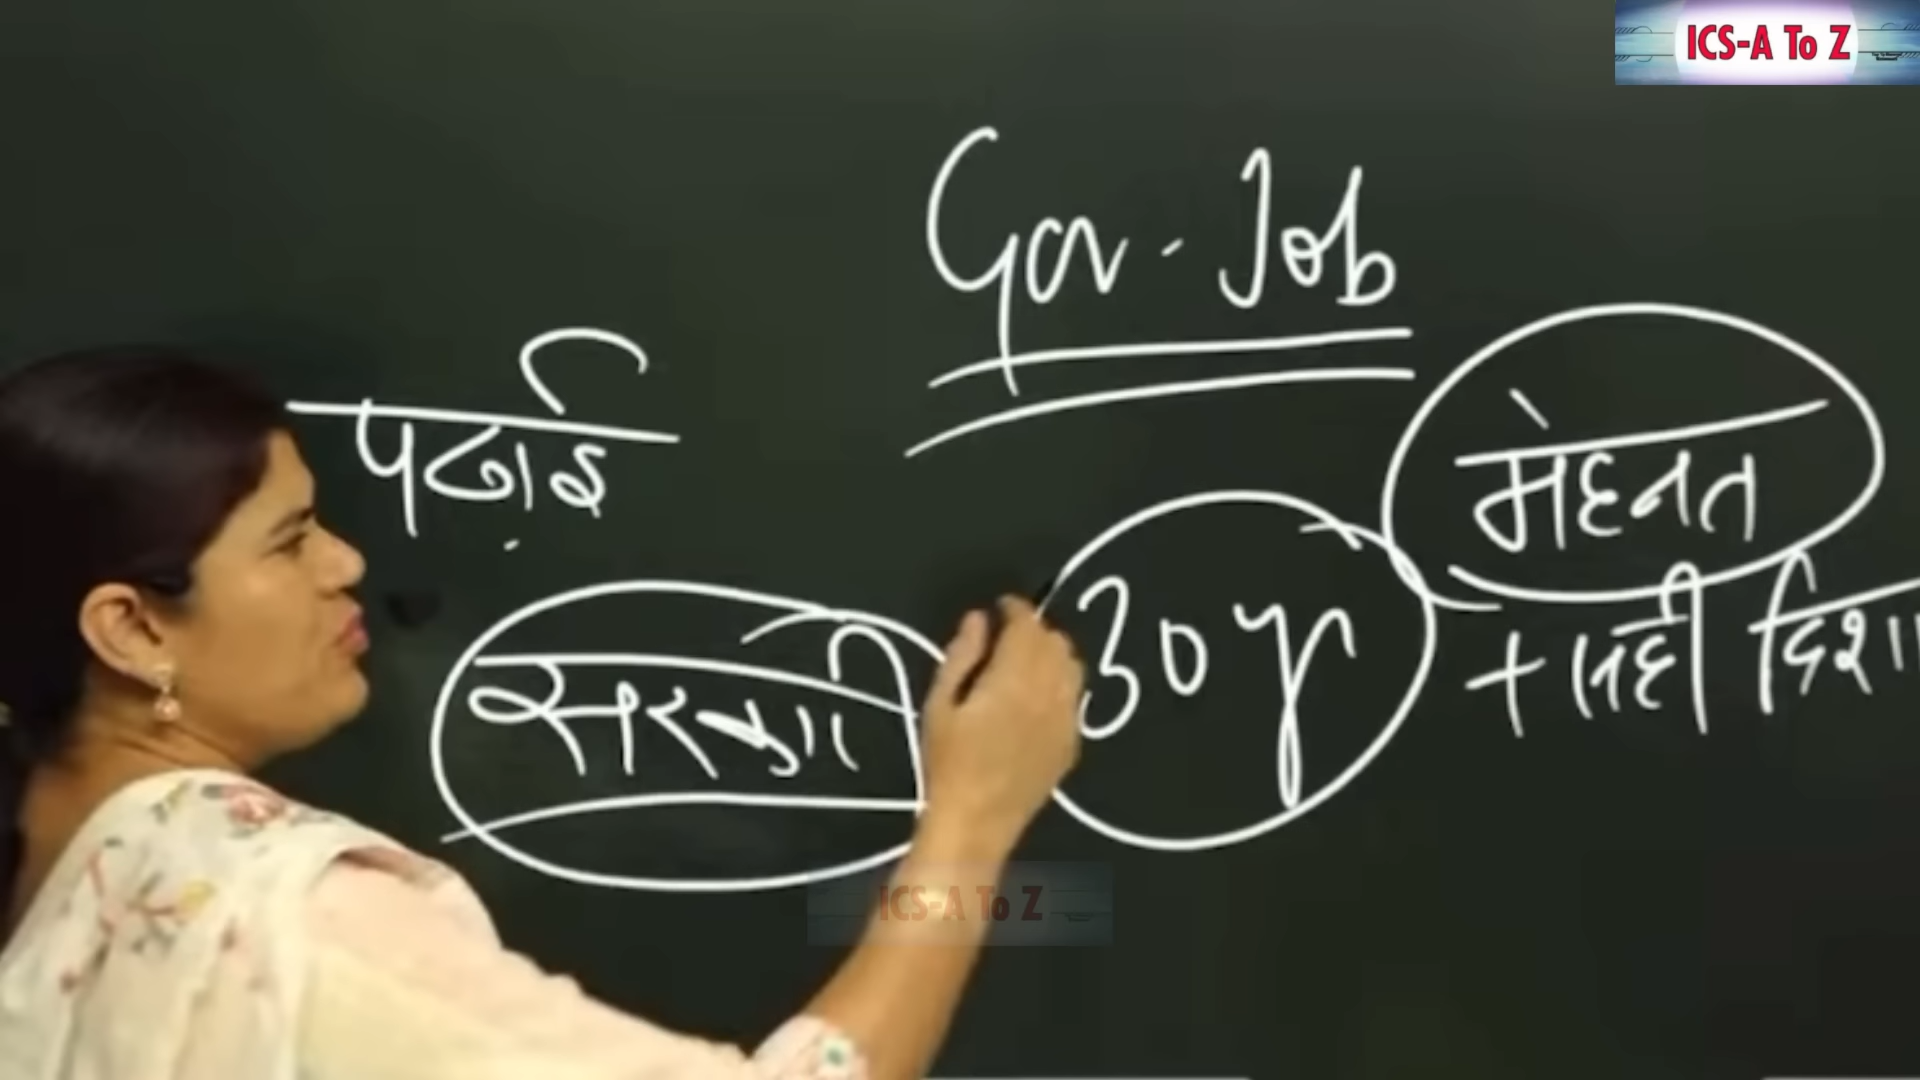 ICS-A To Z
Gov - Job
पढ़ाई
मेहनत
सरकारी
30 yr
+ सही दिशा
ICS-A To Z